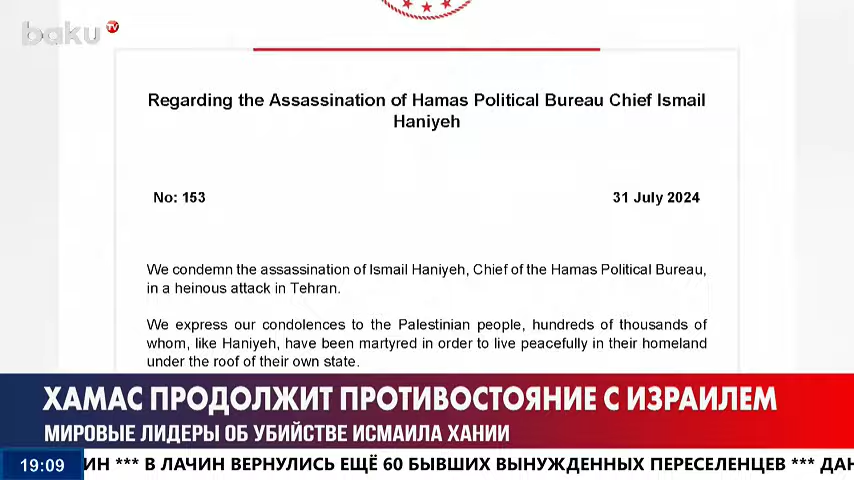 baku TV
Regarding the Assassination of Hamas Political Bureau Chief Ismail
Haniyeh
No: 153
31 July 2024
We condemn the assassination of Ismail Haniyeh, Chief of the Hamas Political Bureau,
in a heinous attack in Tehran.
We express our condolences to the Palestinian people, hundreds of thousands of
whom, like Haniyeh, have been martyred in order to live peacefully in their homeland
under the roof of their own state.
ХАМАС ПРОДОЛЖИТ ПРОТИВОСТОЯНИЕ С ИЗРАИЛЕМ
МИРОВЫЕ ЛИДЕРЫ ОБ УБИЙСТВЕ ИСМАИЛА ХАНИИ
19:09
ИН *** В ЛАЧИН ВЕРНУЛИСЬ ЕЩЁ 60 БЫВШИХ ВЫНУЖДЕННЫХ ПЕРЕСЕЛЕНЦЕВ *** ДАН